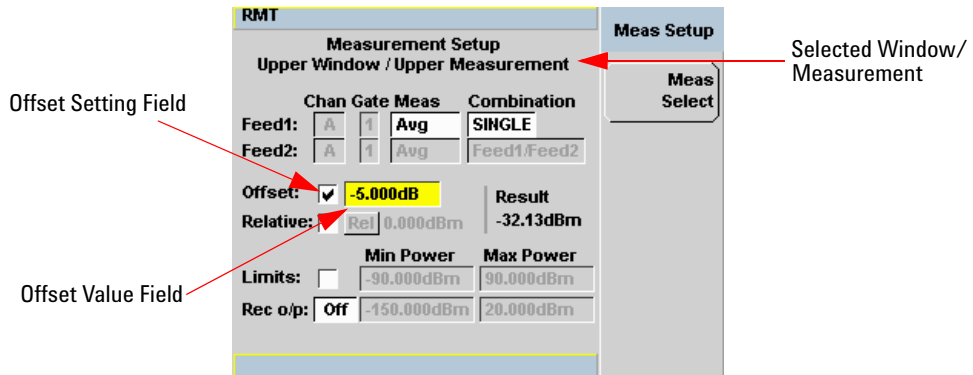 RMT
Meas Setup
Measurement Setup
Upper Window / Upper Measurement
Selected Window/
Measurement
Meas
Select
Offset Setting Field
Chan Gate Meas Combination
Feed1: A 1 Avg SINGLE
Feed2: A 1 Avg Feed1/Feed2
Offset: -5.000dB Result
Relative: Rel 0.000dBm -32.13dBm
Min Power Max Power
Limits: -90.000dBm 90.000dBm
Offset Value Field
Rec o/p: Off -150.000dBm 20.000dBm